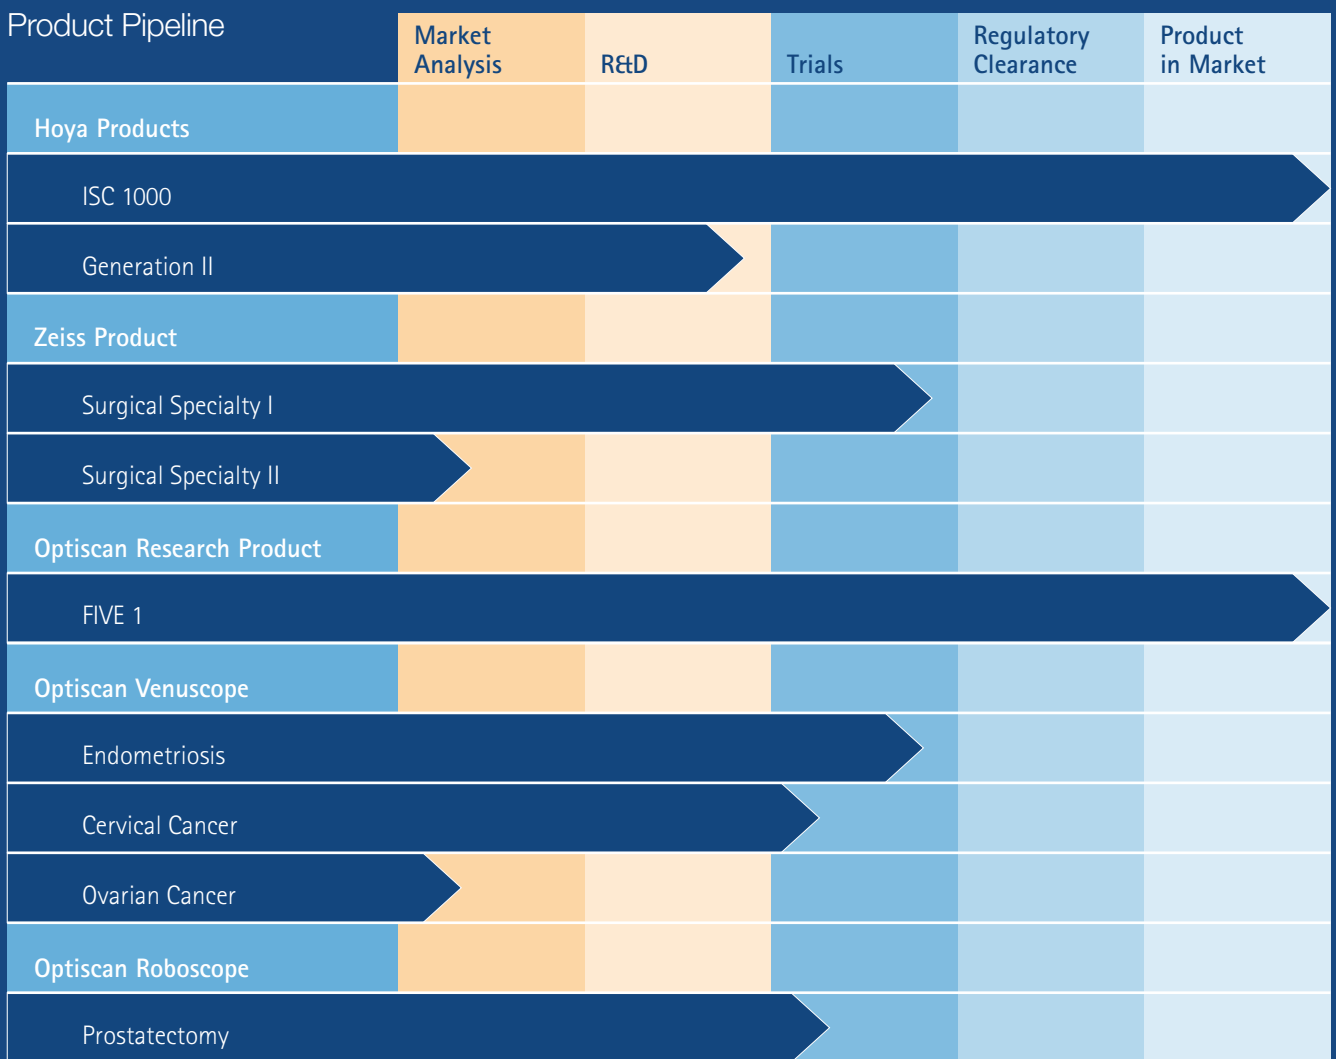 Product Pipeline
Market
Analysis
R&D
Trials
Regulatory
Clearance
Product
in Market
Hoya Products
ISC 1000
Generation II
Zeiss Product
Surgical Specialty I
Surgical Specialty II
Optiscan Research Product
FIVE 1
Optiscan Venuscope
Endometriosis
Cervical Cancer
Ovarian Cancer
Optiscan Roboscope
Prostatectomy